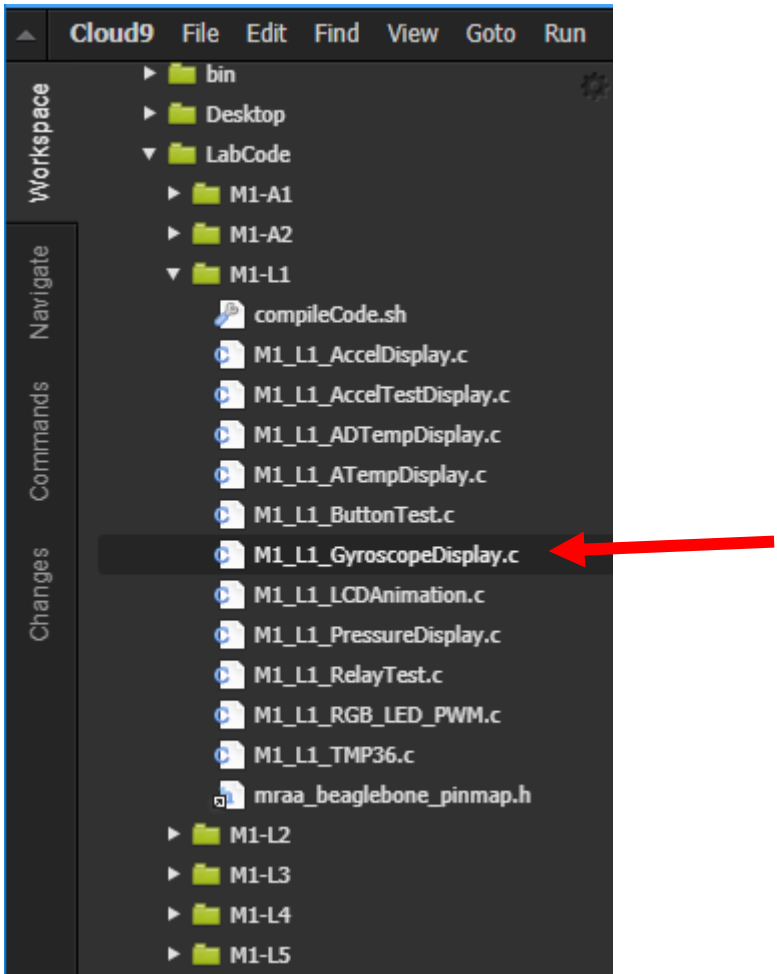 Cloud9 File Edit Find View Goto Run
Workspace
Navigate
Commands
Changes
bin
Desktop
LabCode
M1-A1
M1-A2
M1-L1
compileCode.sh
M1_L1_AccelDisplay.c
M1_L1_AccelTestDisplay.c
M1_L1_ADTempDisplay.c
M1_L1_ATempDisplay.c
M1_L1_ButtonTest.c
M1_L1_GyroscopeDisplay.c
M1_L1_LCDAnimation.c
M1_L1_PressureDisplay.c
M1_L1_RelayTest.c
M1_L1_RGB_LED_PWM.c
M1_L1_TMP36.c
mraa_beaglebone_pinmap.h
M1-L2
M1-L3
M1-L4
M1-L5